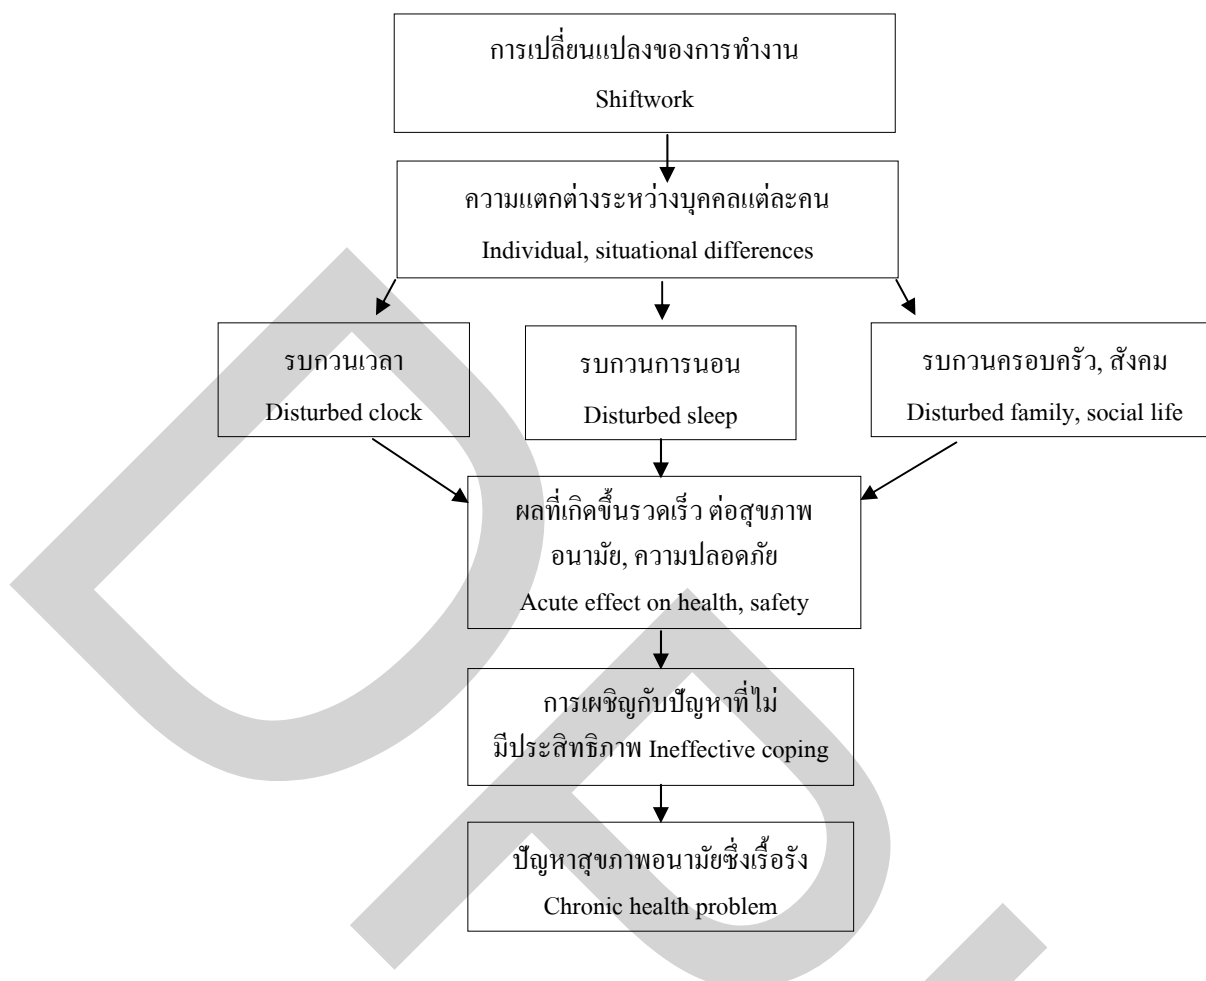 การเปลี่ยนแปลงของการทำงาน
Shiftwork
ความแตกต่างระหว่างบุคคลแต่ละคน
Individual, situational differences
รบกวนเวลา
Disturbed clock
รบกวนการนอน
Disturbed sleep
รบกวนครอบครัว, สังคม
Disturbed family, social life
ผลที่เกิดขึ้นรวดเร็ว ต่อสุขภาพ
อนามัย, ความปลอดภัย
Acute effect on health, safety
การเผชิญกับปัญหาที่ไม่
มีประสิทธิภาพ Ineffective coping
ปัญหาสุขภาพอนามัยซึ่งเรื้อรัง
Chronic health problem